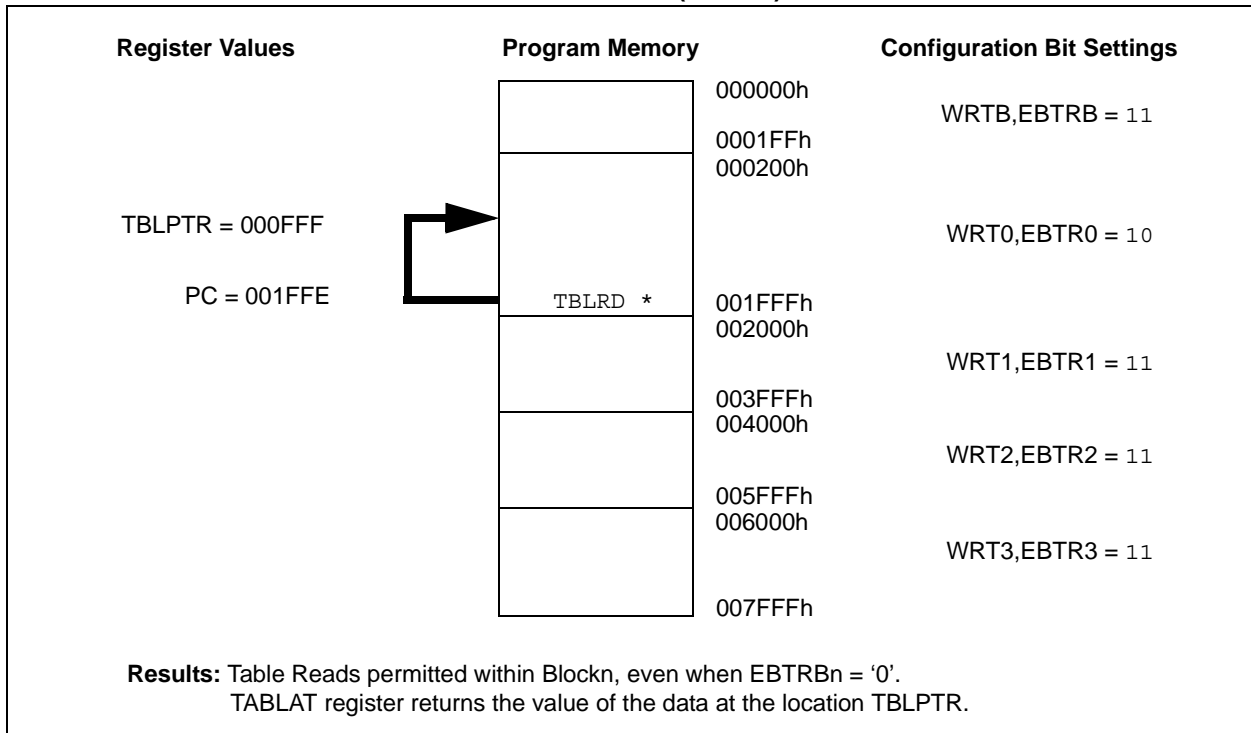 Register Values
Program Memory
Configuration Bit Settings
000000h
WRTB,EBTRB = 11
0001FFh
000200h
TBLPTR = 000FFF
WRT0,EBTR0 = 10
PC = 001FFE
TBLRD *
001FFFh
002000h
WRT1,EBTR1 = 11
003FFFh
004000h
WRT2,EBTR2 = 11
005FFFh
006000h
WRT3,EBTR3 = 11
007FFFh
Results: Table Reads permitted within Blockn, even when EBTRBn = ‘0’.
TABLAT register returns the value of the data at the location TBLPTR.